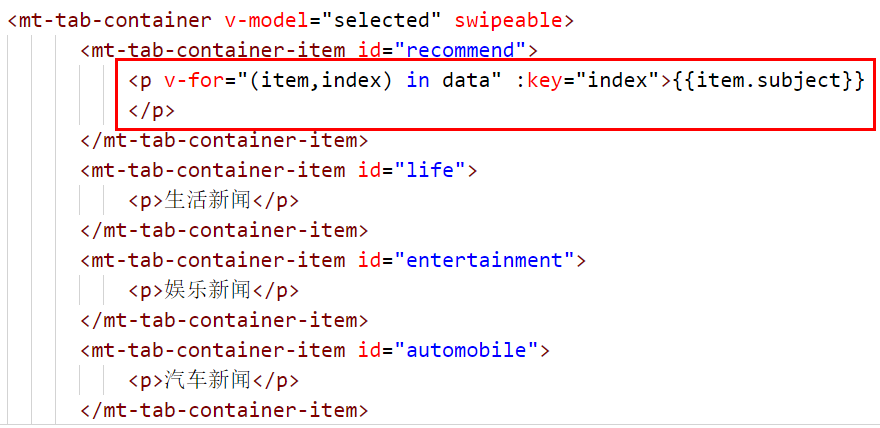 <mt-tab-container v-model="selected" swipeable>
<mt-tab-container-item id="recommend">
<p v-for="(item,index) in data" :key="index">{{item.subject}}
</p>
</mt-tab-container-item>
<mt-tab-container-item id="life">
<p>生活新闻</p>
</mt-tab-container-item>
<mt-tab-container-item id="entertainment">
<p>娱乐新闻</p>
</mt-tab-container-item>
<mt-tab-container-item id="automobile">
<p>汽车新闻</p>
</mt-tab-container-item>